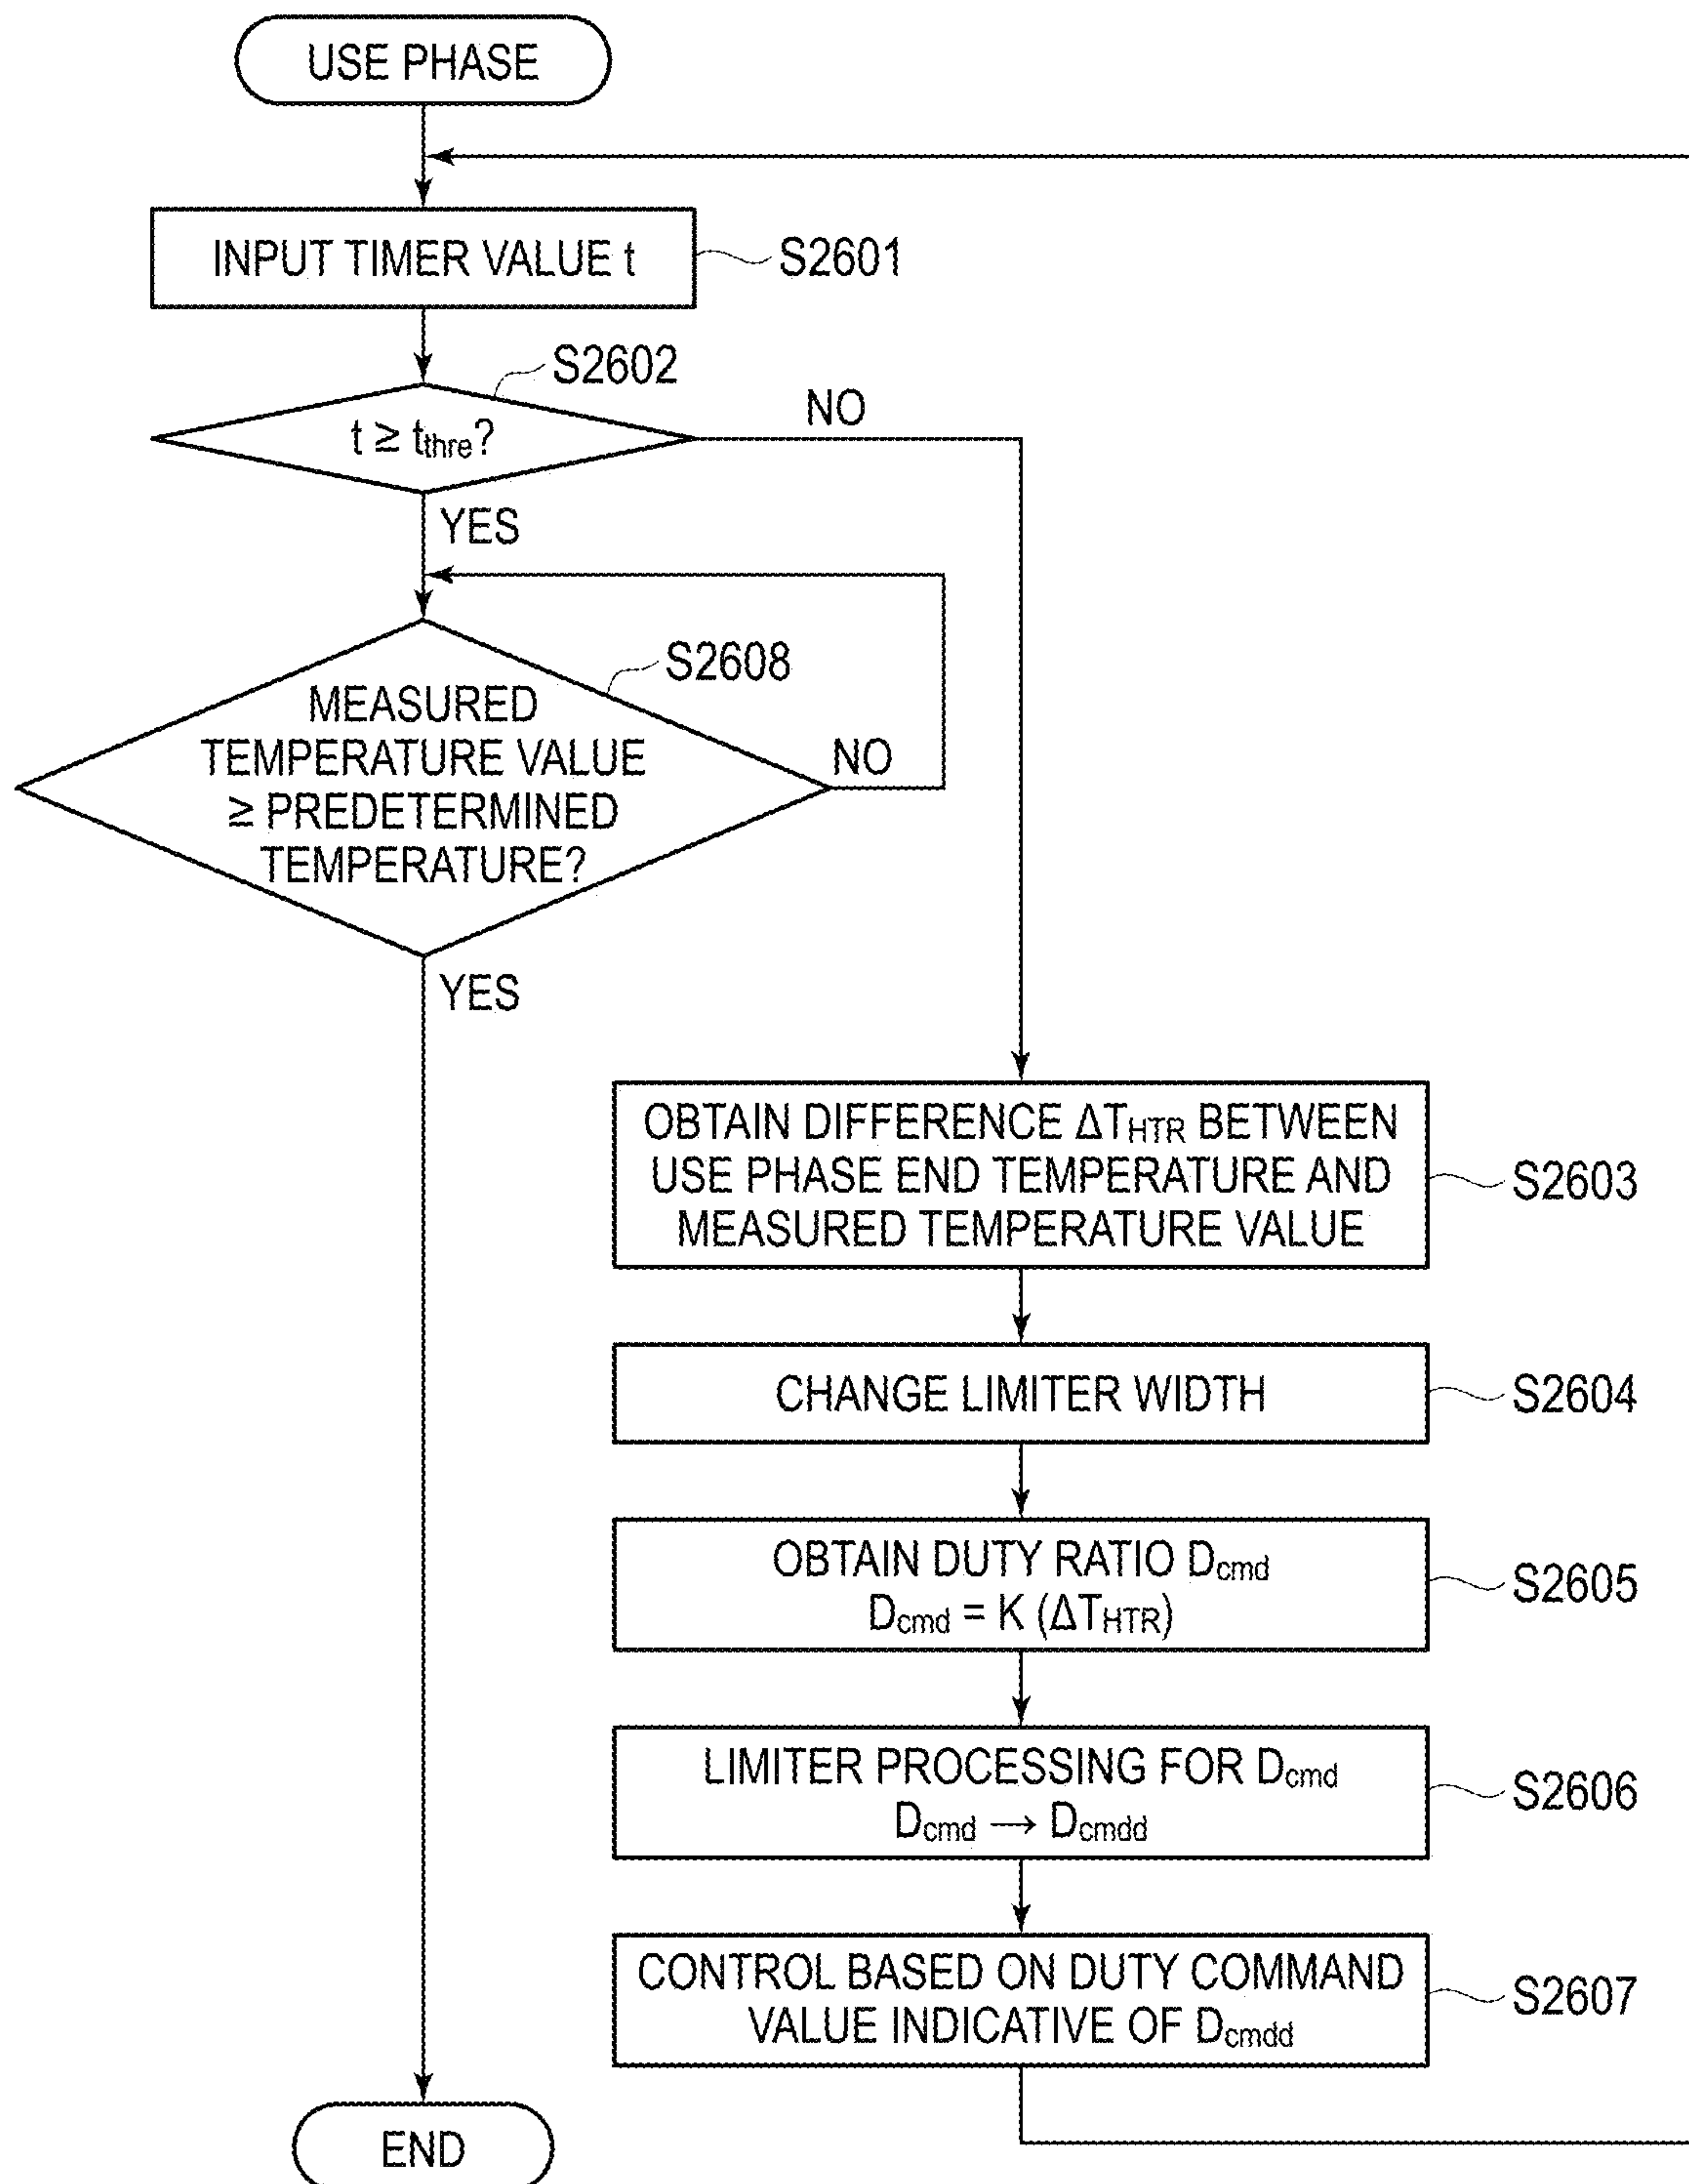 USE PHASE
INPUT TIMER VALUE t
S2601
S2602
t ≥ tthre?
NO
YES
S2608
MEASURED
TEMPERATURE VALUE
≥ PREDETERMINED
TEMPERATURE?
NO
YES
OBTAIN DIFFERENCE ΔTHTR BETWEEN
USE PHASE END TEMPERATURE AND
MEASURED TEMPERATURE VALUE
S2603
CHANGE LIMITER WIDTH
S2604
OBTAIN DUTY RATIO Dcmd
Dcmd = K (ΔTHTR)
S2605
LIMITER PROCESSING FOR Dcmd
Dcmd → Dcmdd
S2606
CONTROL BASED ON DUTY COMMAND
VALUE INDICATIVE OF Dcmdd
S2607
END